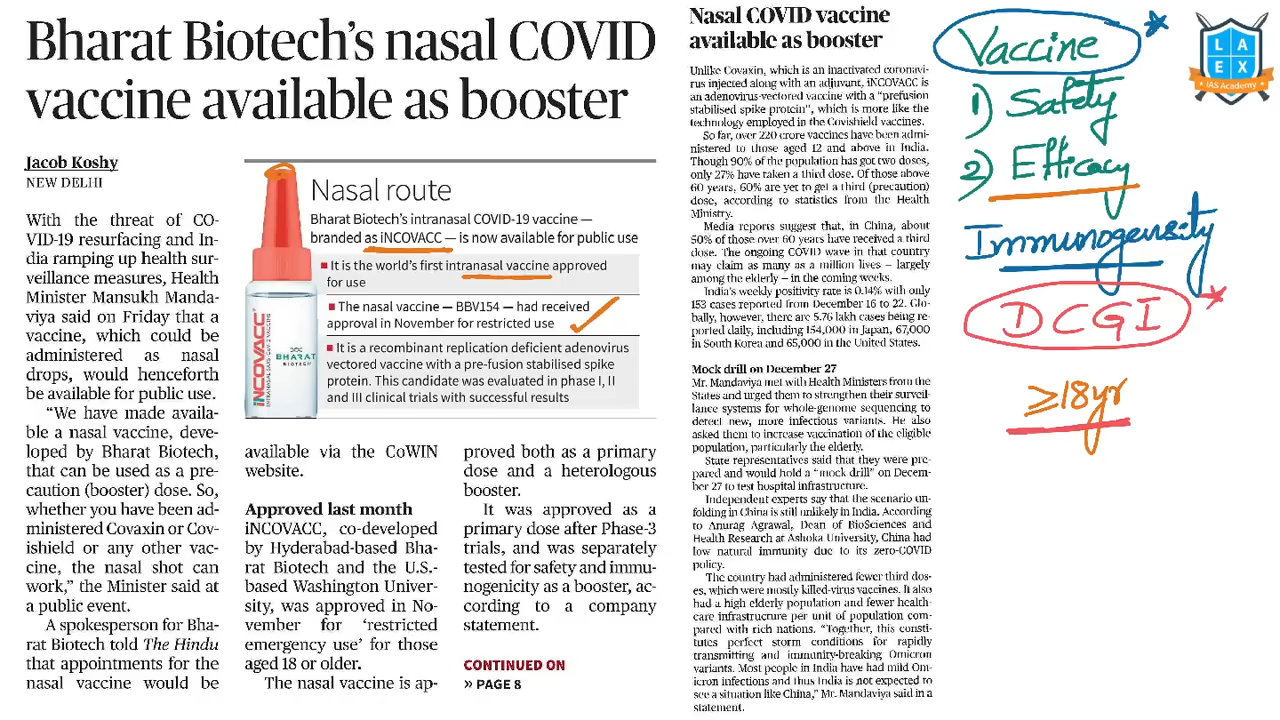 Bharat Biotech's nasal COVID
vaccine available as booster
Jacob Koshy
NEW DELHI
With the threat of CO-
VID-19 resurfacing and In-
dia ramping up health sur-
veillance measures, Health
Minister Mansukh Manda-
viya said on Friday that a
vaccine, which could be
administered as nasal
drops, would henceforth
be available for public use.
"We have made availa-
ble a nasal vaccine, deve-
loped by Bharat Biotech,
that can be used as a pre-
caution (booster) dose. So,
whether you have been ad-
ministered Covaxin or Cov-
ishield or any other vac-
cine, the nasal shot can
work," the Minister said at
a public event.
A spokesperson for Bha-
rat Biotech told The Hindu
that appointments for the
nasal vaccine would be
Nasal route
Bharat Biotech's intranasal COVID-19 vaccine —
branded as iNCOVACC — is now available for public use
It is the world's first intranasal vaccine approved
for use
The nasal vaccine — BBV154 — had received
approval in November for restricted use
It is a recombinant replication deficient adenovirus
vectored vaccine with a pre-fusion stabilised spike
protein. This candidate was evaluated in phase I, II
and III clinical trials with successful results
iNCOVACC
BHARAT
BIOTECH
available via the CoWIN
website.
Approved last month
iNCOVACC, co-developed
by Hyderabad-based Bha-
rat Biotech and the U.S.-
based Washington Univer-
sity, was approved in No-
vember for 'restricted
emergency use' for those
aged 18 or older.
The nasal vaccine is ap-
proved both as a primary
dose and a heterologous
booster.
It was approved as a
primary dose after Phase-3
trials, and was separately
tested for safety and immu-
nogenicity as a booster, ac-
cording to a company
statement.
CONTINUED ON
» PAGE 8
Nasal COVID vaccine
available as booster
Unlike Covaxin, which is an inactivated coronavi-
rus injected along with an adjuvant, iNCOVACC is
an adenovirus-vectored vaccine with a "prefusion
stabilised spike protein", which is more like the
technology employed in the Covishield vaccines.
So far, over 220 crore vaccines have been admi-
nistered to those aged 12 and above in India.
Though 90% of the population has got two doses,
only 27% have taken a third dose. Of those above
60 years, 60% are yet to get a third (precaution)
dose, according to statistics from the Health
Ministry.
Media reports suggest that, in China, about
50% of those over 60 years have received a third
dose. The ongoing COVID wave in that country
may claim as many as a million lives – largely
among the elderly – in the coming weeks.
India's weekly positivity rate is 0.14% with only
153 cases reported from December 16 to 22. Glo-
bally, however, there are 5.76 lakh cases being re-
ported daily, including 154,000 in Japan, 67,000
in South Korea and 65,000 in the United States.
Mock drill on December 27
Mr. Mandaviya met with Health Ministers from the
States and urged them to strengthen their surveil-
lance systems for whole-genome sequencing to
detect new, more infectious variants. He also
asked them to increase vaccination of the eligible
population, particularly the elderly.
State representatives said that they were pre-
pared and would hold a "mock drill" on Decem-
ber 27 to test hospital infrastructure.
Independent experts say that the scenario un-
folding in China is still unlikely in India. According
to Anurag Agrawal, Dean of BioSciences and
Health Research at Ashoka University, China had
low natural immunity due to its zero-COVID
policy.
The country had administered fewer third dos-
es, which were mostly killed-virus vaccines. It also
had a high elderly population and fewer health-
care infrastructure per unit of population com-
pared with rich nations. "Together, this consti-
tutes perfect storm conditions for rapidly
transmitting and immunity-breaking Omicron
variants. Most people in India have had mild Om-
icron infections and thus India is not expected to
see a situation like China," Mr. Mandaviya said in a
statement.
Vaccine
1) Safety
2) Efficacy
Immunogensity
DCGI
≥18yr
LA
EX
IAS Academy